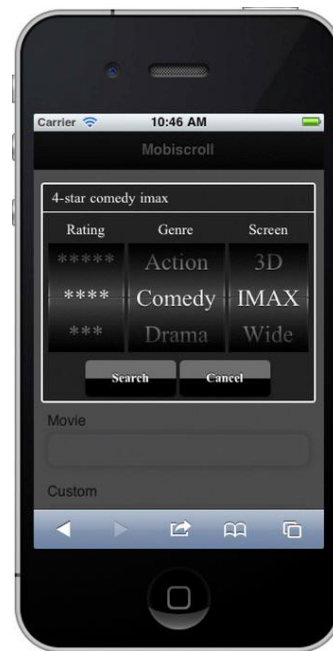 Carrier 10:46 AM
Mobiscroll
4-star comedy imax
Rating Genre Screen
***** Action 3D
**** Comedy IMAX
*** Drama Wide
Search Cancel
Movie
Custom